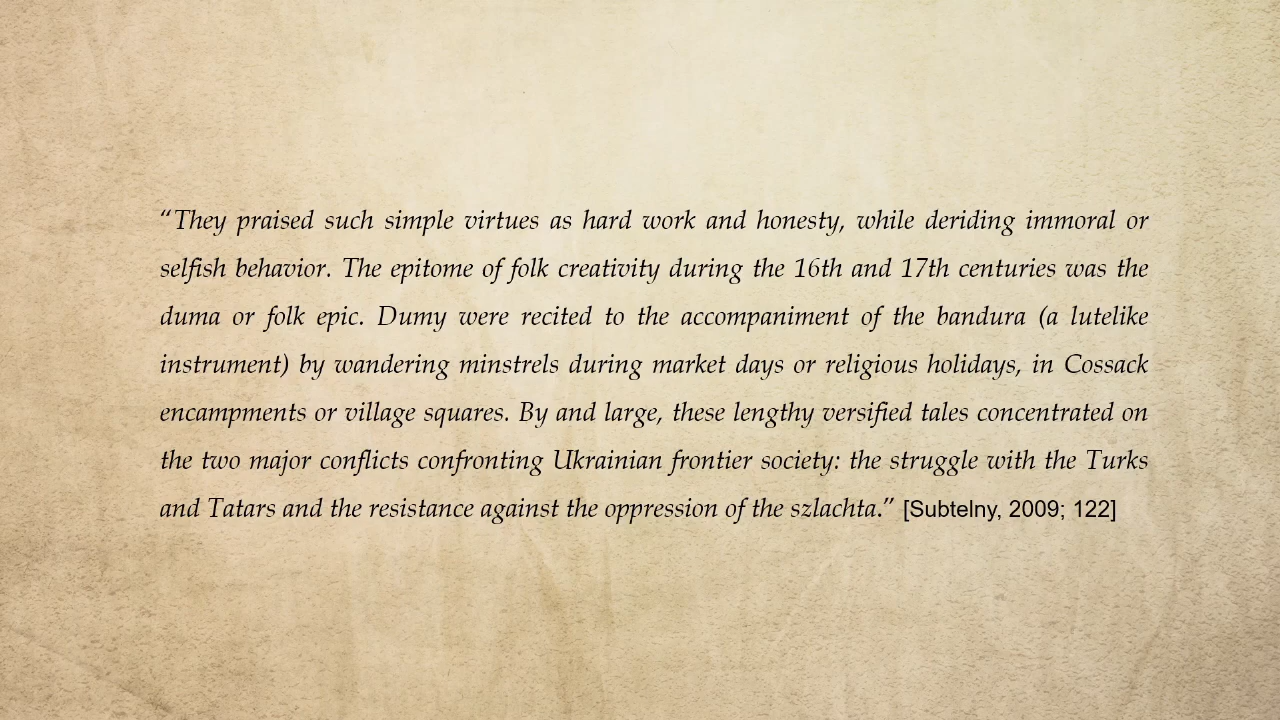 “They praised such simple virtues as hard work and honesty, while deriding immoral or
selfish behavior. The epitome of folk creativity during the 16th and 17th centuries was the
duma or folk epic. Dumy were recited to the accompaniment of the bandura (a lutelike
instrument) by wandering minstrels during market days or religious holidays, in Cossack
encampments or village squares. By and large, these lengthy versified tales concentrated on
the two major conflicts confronting Ukrainian frontier society: the struggle with the Turks
and Tatars and the resistance against the oppression of the szlachta.” [Subtelny, 2009; 122]